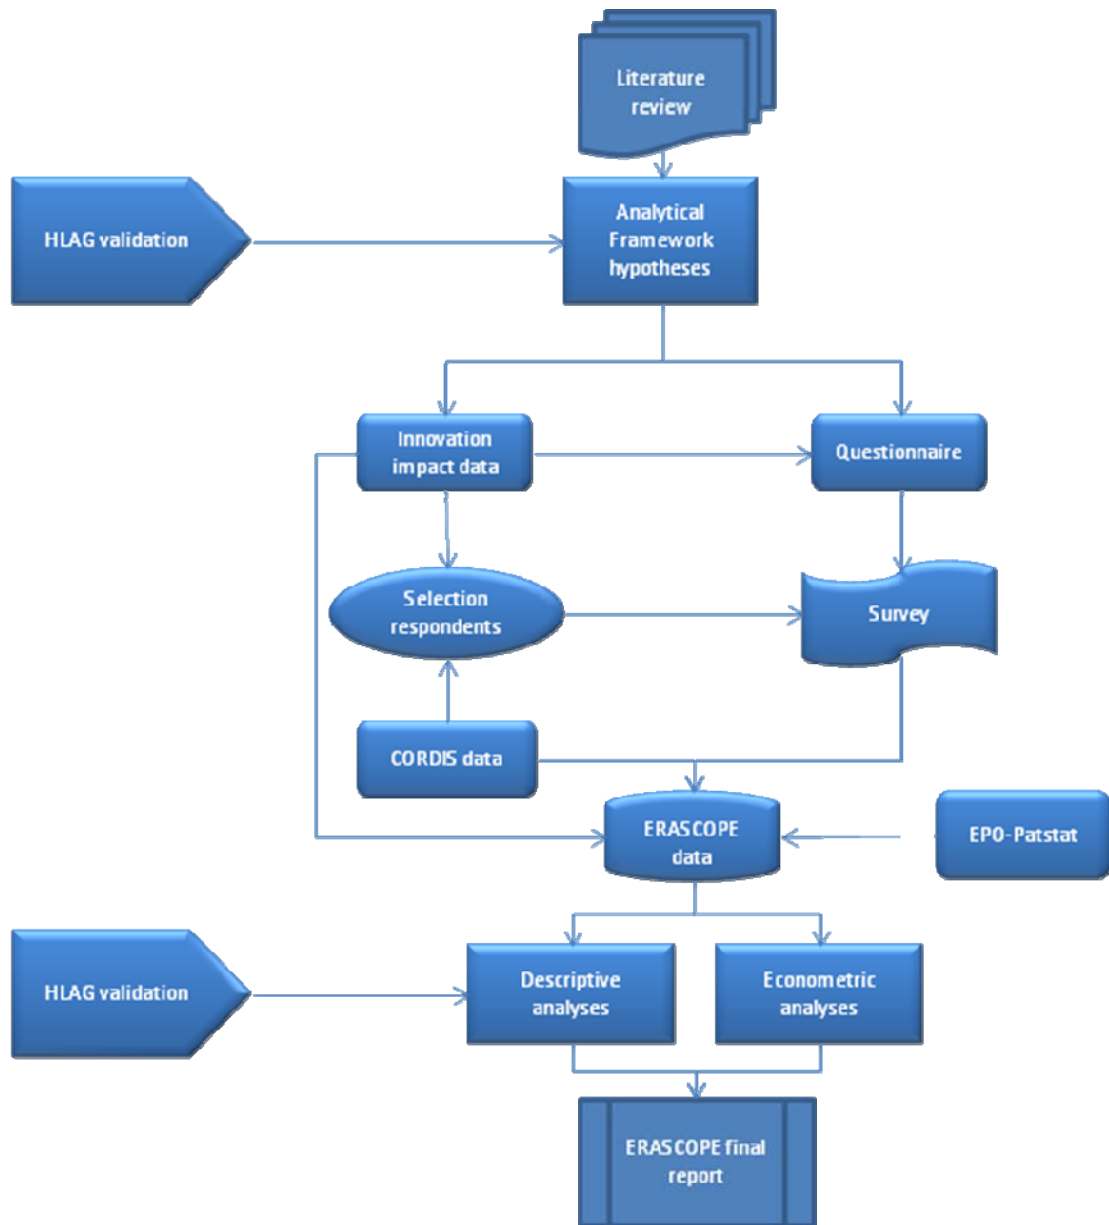 Literature
review
HLAG validation
Analytical
Framework
hypotheses
Innovation
impact data
Questionnaire
Selection
respondents
Survey
CORDIS data
ERASCOPE
data
EPO-Patstat
HLAG validation
Descriptive
analyses
Econometric
analyses
ERASCOPE final
report